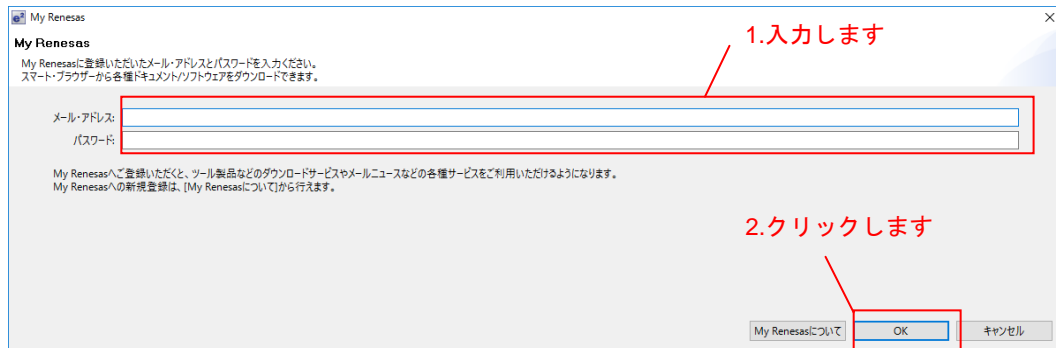 e² My Renesas
My Renesas
1.入力します
My Renesasに登録いただいたメール・アドレスとパスワードを入力ください。
スマート・ブラウザーから各種ドキュメント/ソフトウェアをダウンロードできます。
メール・アドレス:
パスワード:
My Renesasへご登録いただくと、ツール製品などのダウンロードサービスやメールニュースなどの各種サービスをご利用いただけるようになります。
My Renesasへの新規登録は、[My Renesasについて]から行えます。
2.クリックします
My Renesasについて OK キャンセル